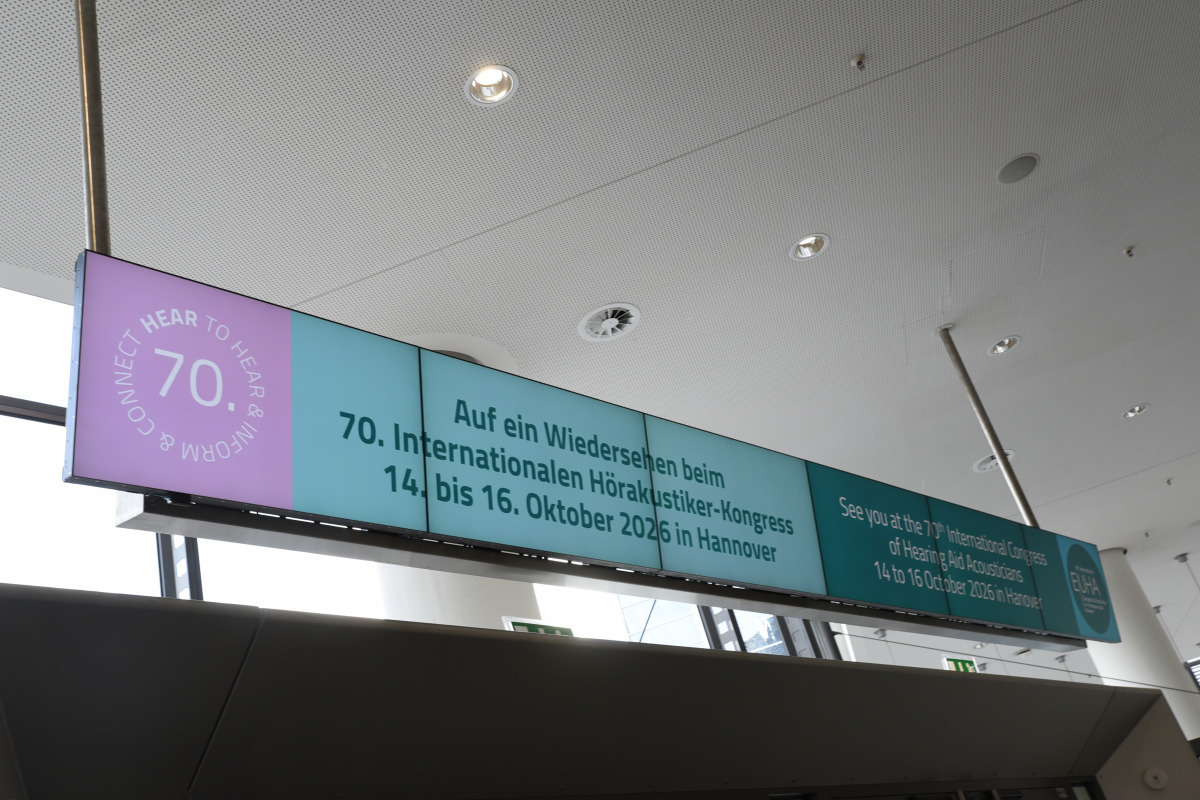 HEAR TO HEAR & INFORM & CONNECT
70.
Auf ein Wiedersehen beim
70. Internationalen Hörakustiker-Kongress
14. bis 16. Oktober 2026 in Hannover
See you at the 70th International Congress
of Hearing Aid Acousticians
14 to 16 October 2026 in Hanover
EUHA